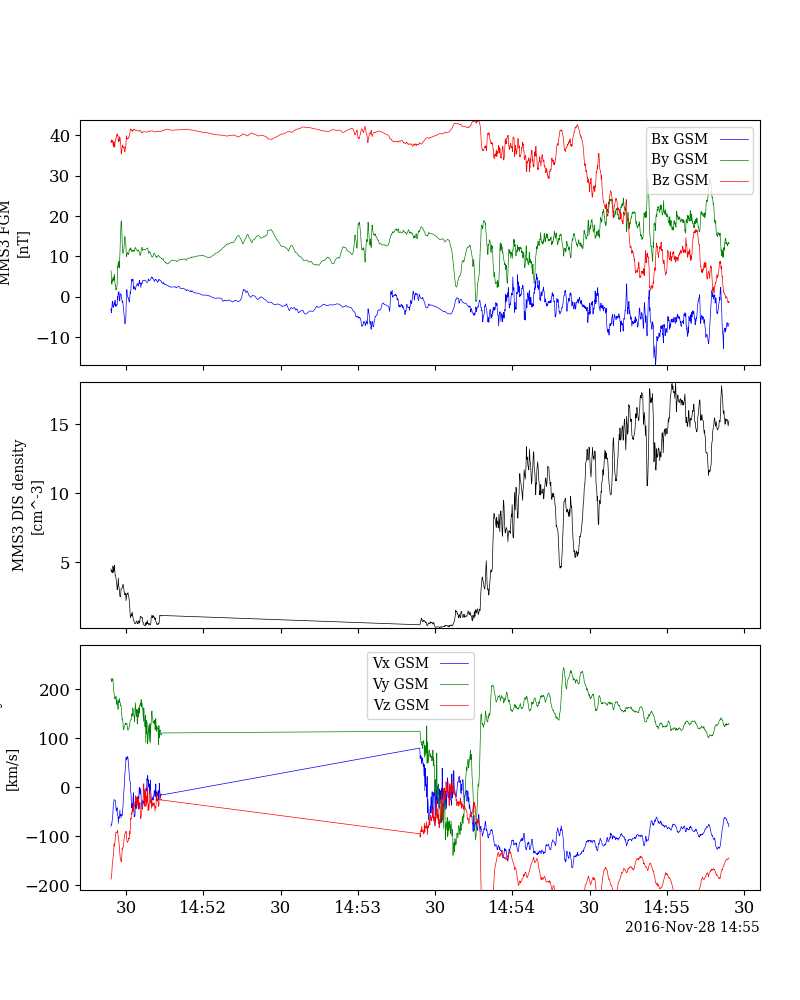 40
30
20
10
0
−10
MMS3 FGM
[nT]
Bx GSM
By GSM
Bz GSM
15
10
5
MMS3 DIS density
[cm^-3]
200
100
0
−100
−200
[km/s]
Vx GSM
Vy GSM
Vz GSM
30 14:52 30 14:53 30 14:54 30 14:55 30
2016-Nov-28 14:55